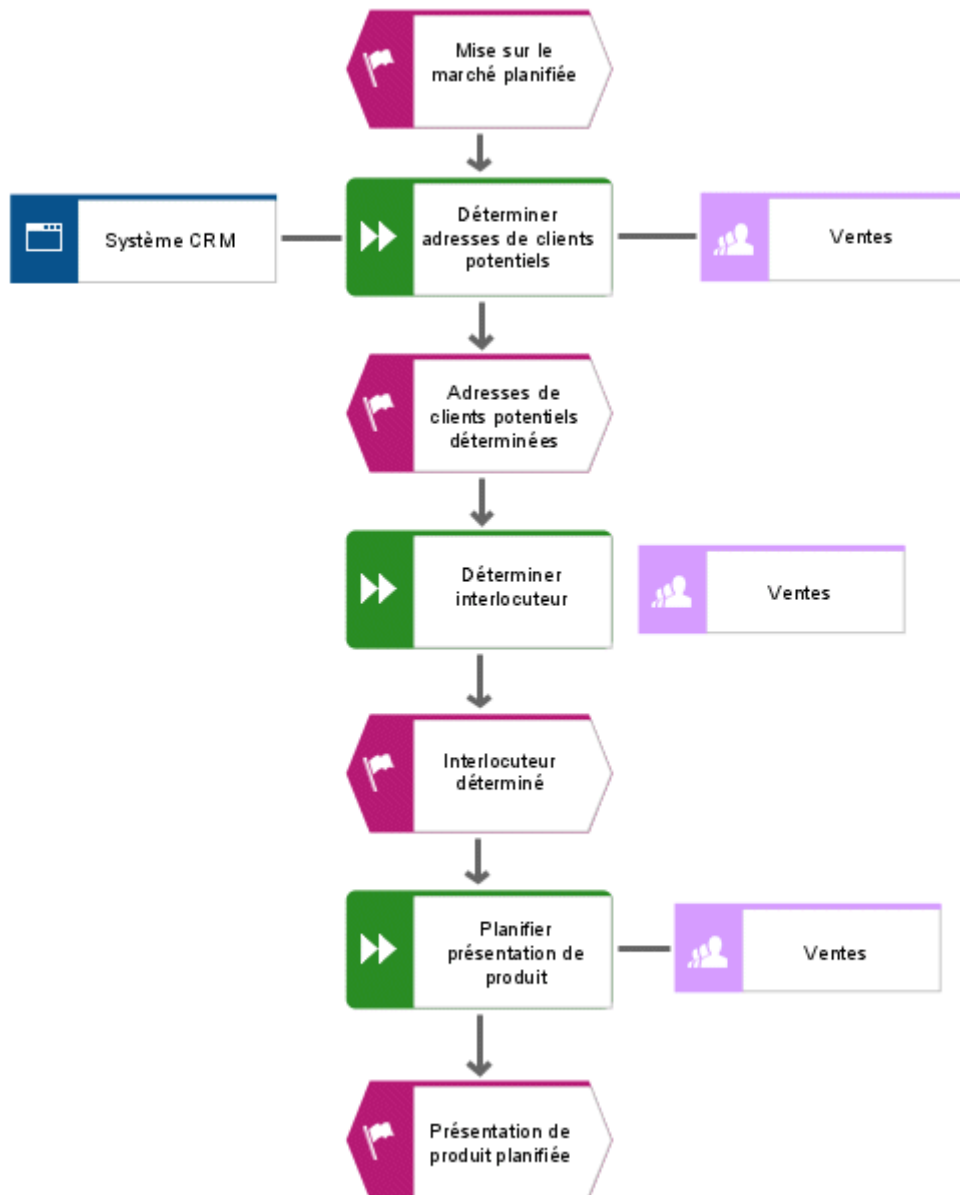 Mise sur le
marché planifiée
Système CRM
Déterminer
adresses de clients
potentiels
Ventes
Adresses de
clients potentiels
déterminées
Déterminer
interlocuteur
Ventes
Interlocuteur
déterminé
Planifier
présentation de
produit
Ventes
Présentation de
produit planifiée